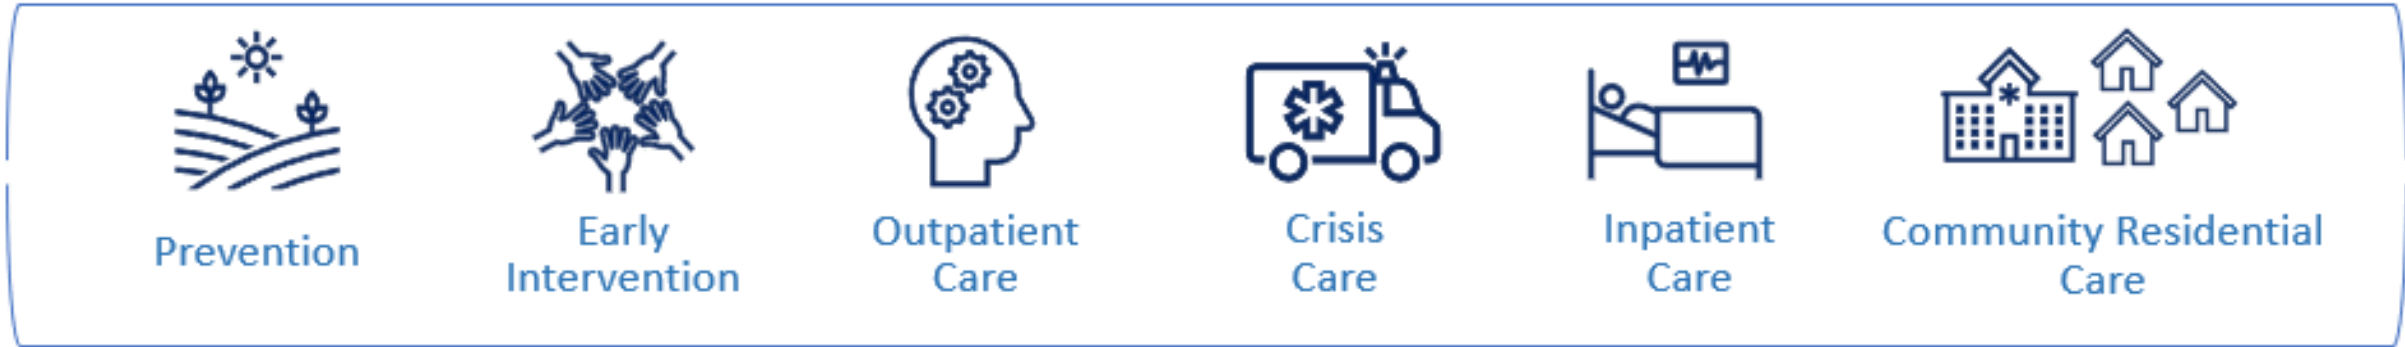 Prevention
Early
Intervention
Outpatient
Care
Crisis
Care
Inpatient
Care
Community Residential
Care